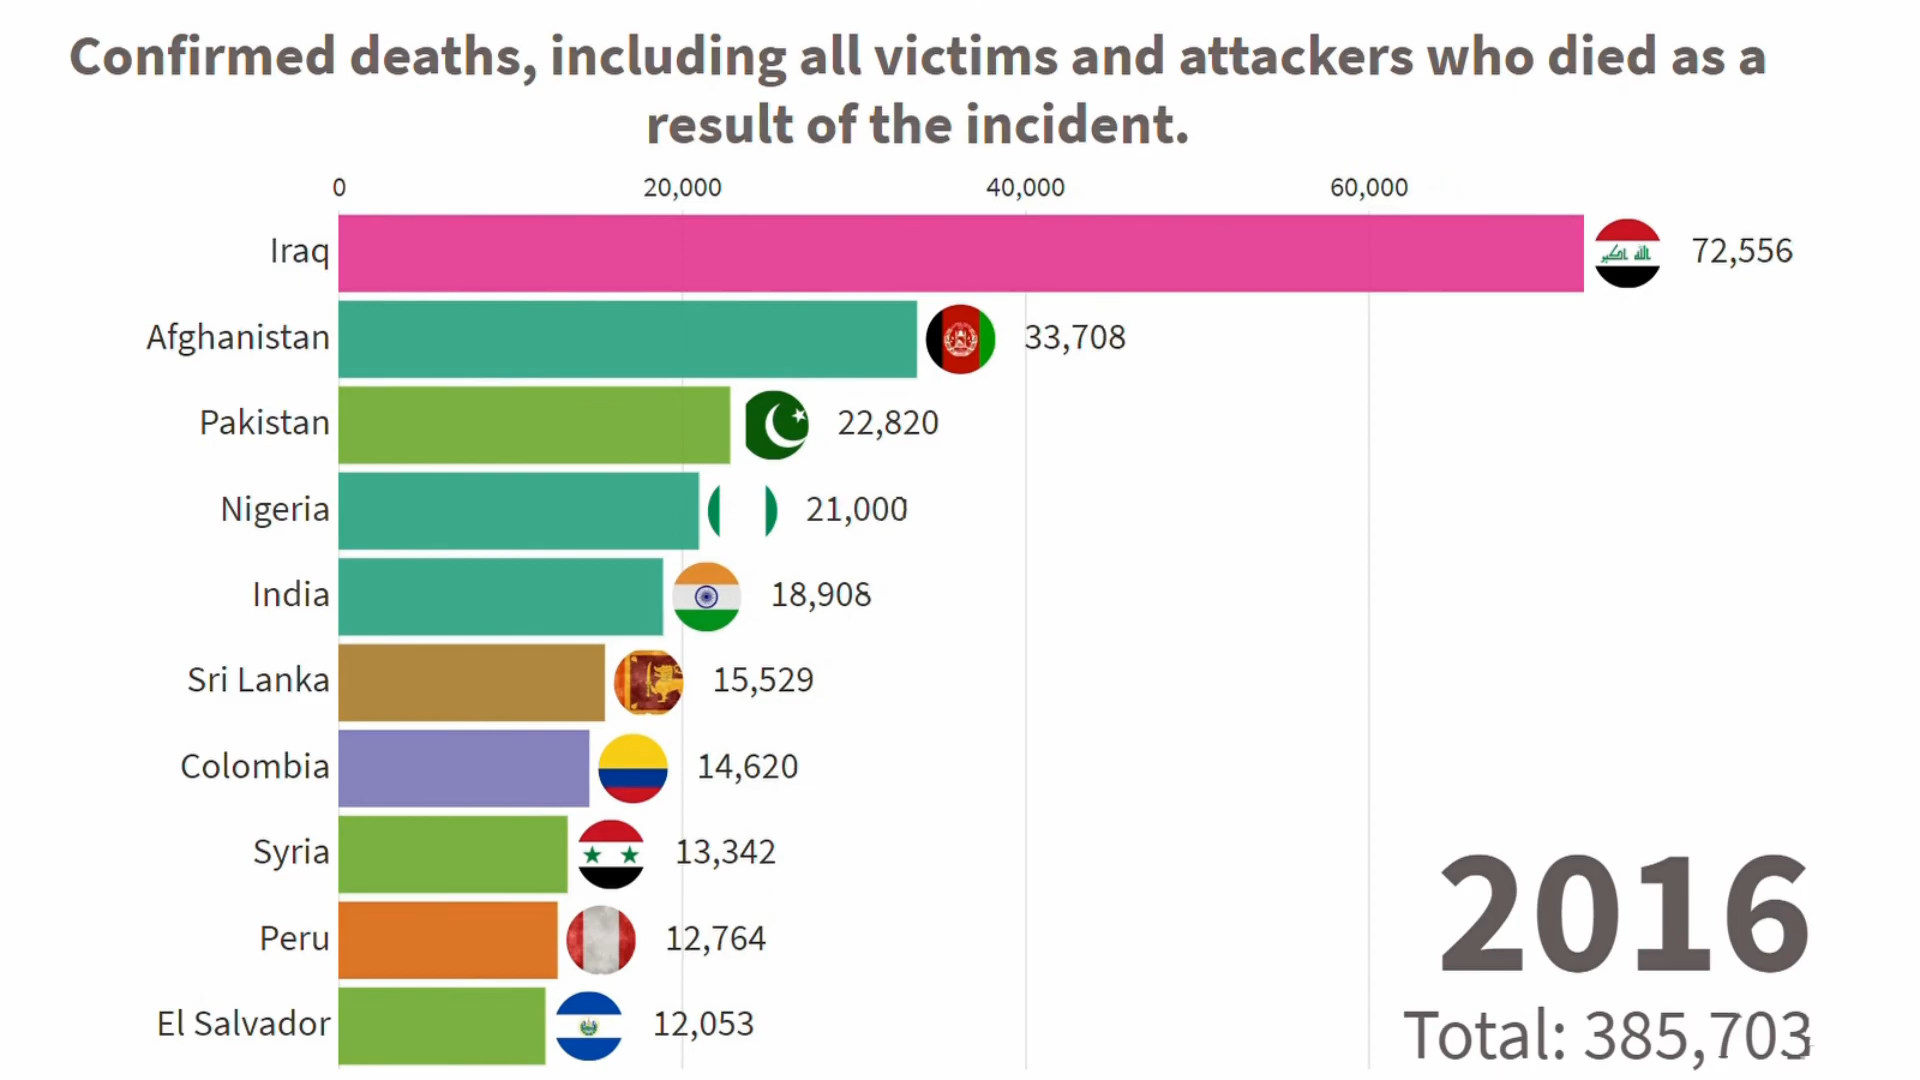 Confirmed deaths, including all victims and attackers who died as a
result of the incident.
0 20,000 40,000 60,000
Iraq 72,556
Afghanistan 33,708
Pakistan 22,820
Nigeria 21,000
India 18,908
Sri Lanka 15,529
Colombia 14,620
Syria 13,342
Peru 12,764
El Salvador 12,053
2016
Total: 385,703